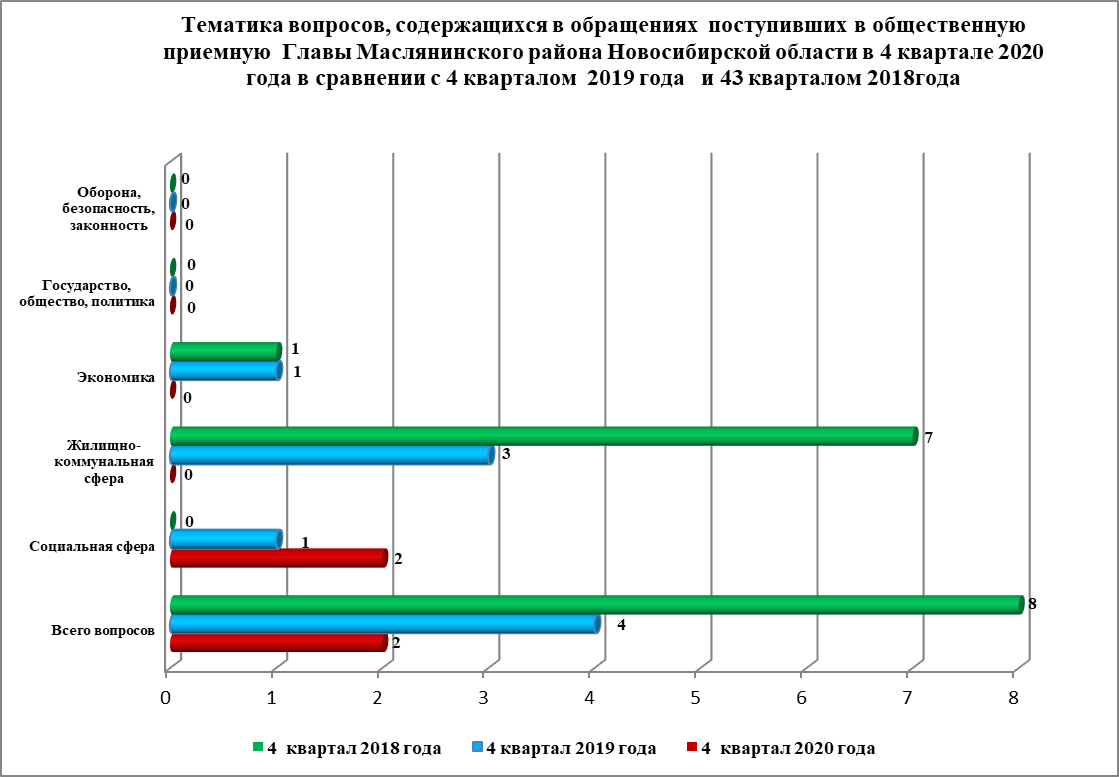 Тематика вопросов, содержащихся в обращениях поступивших в общественную
приемную Главы Маслянинского района Новосибирской области в 4 квартале 2020
года в сравнении с 4 кварталом 2019 года и 43 кварталом 2018года
Оборона,
безопасность,
законность
0
0
0
Государство,
общество, политика
0
0
0
Экономика
1
1
0
Жилищно-
коммунальная
сфера
7
3
0
Социальная сфера
0
1
2
Всего вопросов
8
4
2
0 1 2 3 4 5 6 7 8
4 квартал 2018 года 4 квартал 2019 года 4 квартал 2020 года